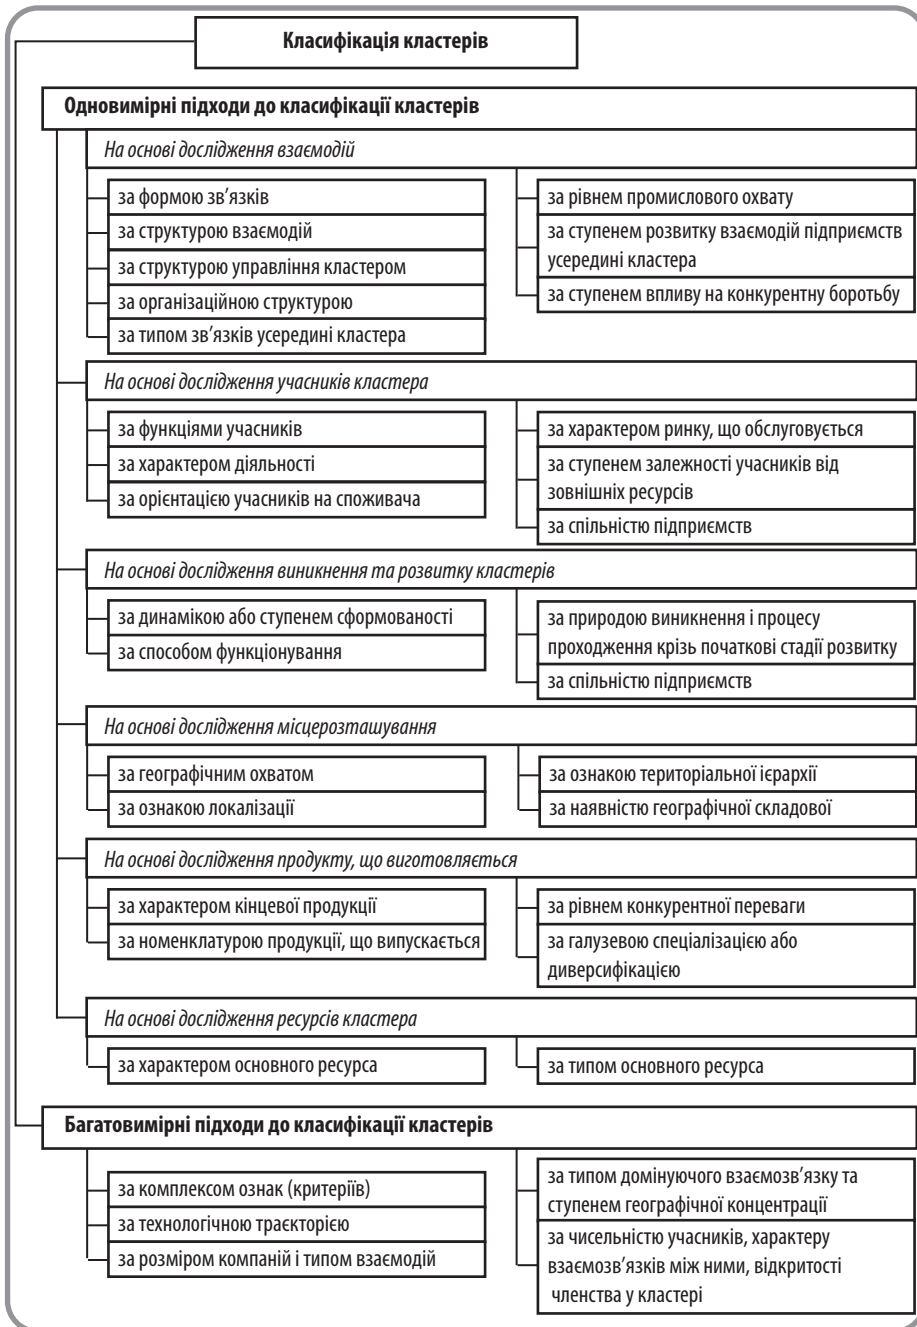 Класифікація кластерів
Одновимірні підходи до класифікації кластерів
На основі дослідження взаємодій
за формою зв’язків
за структурою взаємодій
за структурою управління кластером
за організаційною структурою
за типом зв’язків усередині кластера
за рівнем промислового охвату
за ступенем розвитку взаємодій підприємств
усередині кластера
за ступенем впливу на конкурентну боротьбу
На основі дослідження учасників кластера
за функціями учасників
за характером діяльності
за орієнтацією учасників на споживача
за характером ринку, що обслуговується
за ступенем залежності учасників від
зовнішніх ресурсів
за спільністю підприємств
На основі дослідження виникнення та розвитку кластерів
за динамікою або ступенем сформованості
за способом функціонування
за природою виникнення і процесу
проходження крізь початкові стадії розвитку
за спільністю підприємств
На основі дослідження місцерозташування
за географічним охватом
за ознакою локалізації
за ознакою територіальної ієрархії
за наявністю географічної складової
На основі дослідження продукту, що виготовляється
за характером кінцевої продукції
за номенклатурою продукції, що випускається
за рівнем конкурентної переваги
за галузевою спеціалізацією або
диверсифікацією
На основі дослідження ресурсів кластера
за характером основного ресурса
за типом основного ресурса
Багатовимірні підходи до класифікації кластерів
за комплексом ознак (критеріїв)
за технологічною траєкторією
за розміром компаній і типом взаємодій
за типом домінуючого взаємозв’язку та
ступенем географічної концентрації
за чисельністю учасників, характеру
взаємозв’язків між ними, відкритості
членства у кластері